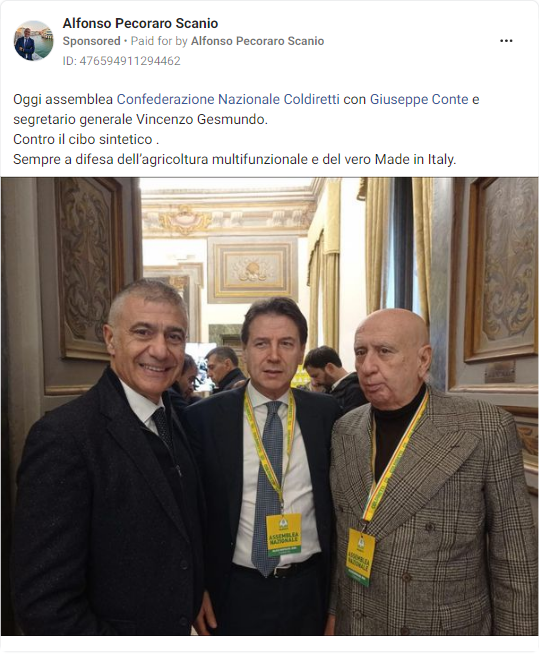 Alfonso Pecoraro Scanio
Sponsored • Paid for by Alfonso Pecoraro Scanio
ID: 476594911294462
Oggi assemblea Confederazione Nazionale Coldiretti con Giuseppe Conte e
segretario generale Vincenzo Gesmundo.
Contro il cibo sintetico .
Sempre a difesa dell'agricoltura multifunzionale e del vero Made in Italy.
ASSEMBLEA
NAZIONALE
ASSEMBLEA
NAZIONALE